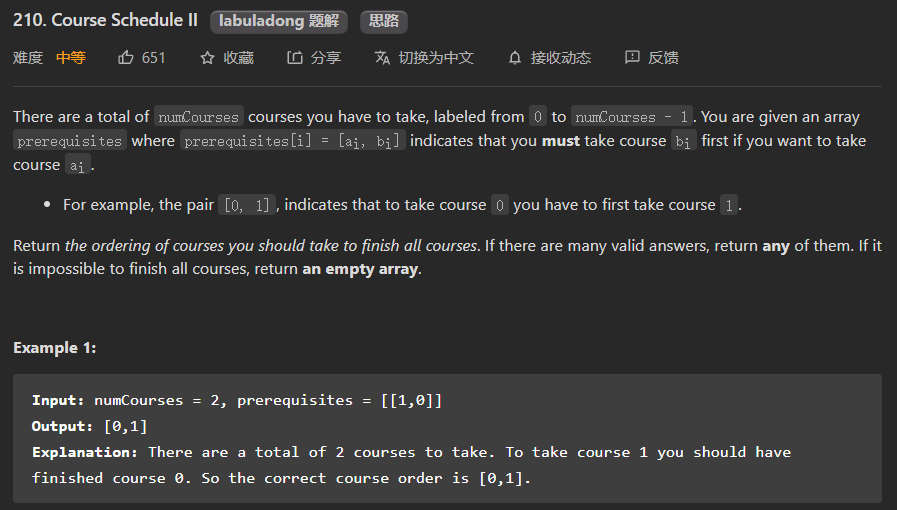 210. Course Schedule II labuladong 题解 思路
难度 中等 651 收藏 分享 切换为中文 接收动态 反馈
There are a total of numCourses courses you have to take, labeled from 0 to numCourses - 1. You are given an array
prerequisites where prerequisites[i] = [aᵢ, bᵢ] indicates that you must take course bᵢ first if you want to take
course aᵢ.
• For example, the pair [0, 1], indicates that to take course 0 you have to first take course 1.
Return the ordering of courses you should take to finish all courses. If there are many valid answers, return any of them. If it
is impossible to finish all courses, return an empty array.
Example 1:
Input: numCourses = 2, prerequisites = [[1,0]]
Output: [0,1]
Explanation: There are a total of 2 courses to take. To take course 1 you should have
finished course 0. So the correct course order is [0,1].